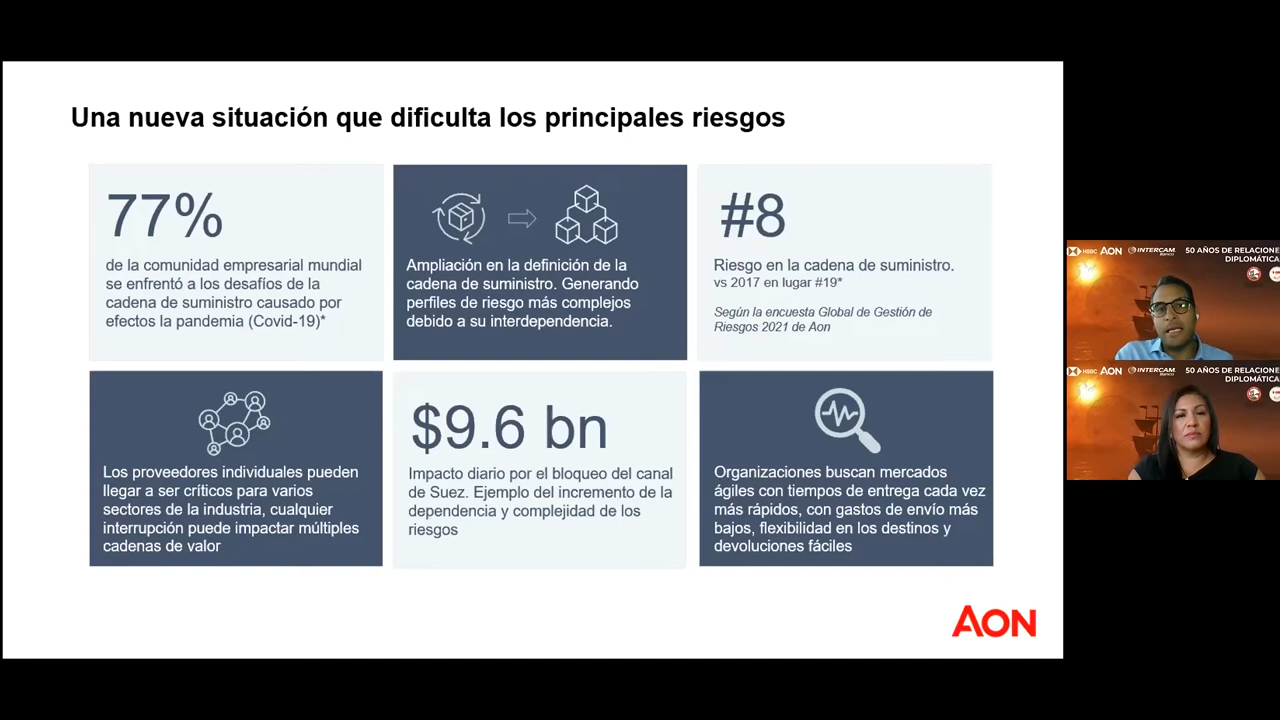 Una nueva situación que dificulta los principales riesgos
77%
de la comunidad empresarial mundial
se enfrentó a los desafíos de la
cadena de suministro causado por
efectos la pandemia (Covid-19)*
Ampliación en la definición de la
cadena de suministro. Generando
perfiles de riesgo más complejos
debido a su interdependencia.
#8
Riesgo en la cadena de suministro.
vs 2017 en lugar #19*
Según la encuesta Global de Gestión de
Riesgos 2021 de Aon
Los proveedores individuales pueden
llegar a ser críticos para varios
sectores de la industria, cualquier
interrupción puede impactar múltiples
cadenas de valor
$9.6 bn
Impacto diario por el bloqueo del canal
de Suez. Ejemplo del incremento de la
dependencia y complejidad de los
riesgos
Organizaciones buscan mercados
ágiles con tiempos de entrega cada vez
más rápidos, con gastos de envío más
bajos, flexibilidad en los destinos y
devoluciones fáciles
AON
HSBC AON INTERCAM Banco 50 AÑOS DE RELACIONE
DIPLOMÁTICA
HSBC AON INTERCAM Banco 50 AÑOS DE RELACIONE
DIPLOMÁTICA